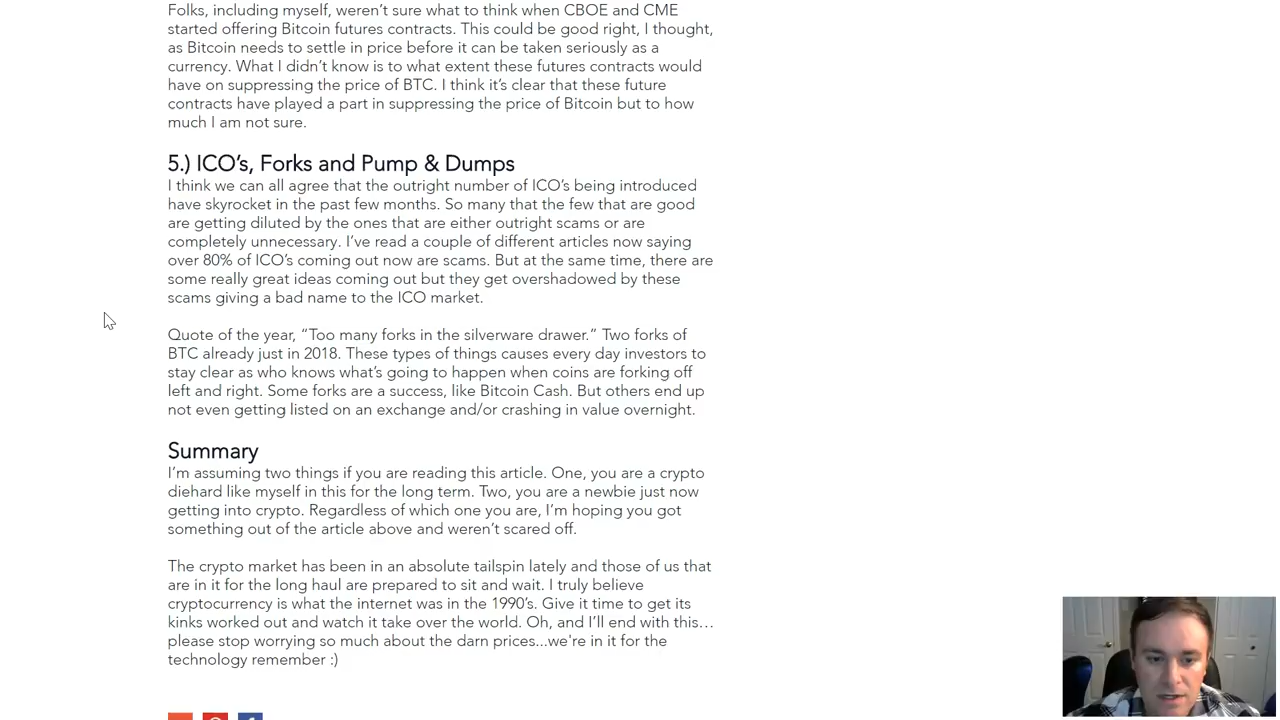 Folks, including myself, weren't sure what to think when CBOE and CME
started offering Bitcoin futures contracts. This could be good right, I thought,
as Bitcoin needs to settle in price before it can be taken seriously as a
currency. What I didn't know is to what extent these futures contracts would
have on suppressing the price of BTC. I think it's clear that these future
contracts have played a part in suppressing the price of Bitcoin but to how
much I am not sure.
5.) ICO's, Forks and Pump & Dumps
I think we can all agree that the outright number of ICO's being introduced
have skyrocket in the past few months. So many that the few that are good
are getting diluted by the ones that are either outright scams or are
completely unnecessary. I've read a couple of different articles now saying
over 80% of ICO's coming out now are scams. But at the same time, there are
some really great ideas coming out but they get overshadowed by these
scams giving a bad name to the ICO market.
Quote of the year, “Too many forks in the silverware drawer.” Two forks of
BTC already just in 2018. These types of things causes every day investors to
stay clear as who knows what's going to happen when coins are forking off
left and right. Some forks are a success, like Bitcoin Cash. But others end up
not even getting listed on an exchange and/or crashing in value overnight.
Summary
I'm assuming two things if you are reading this article. One, you are a crypto
diehard like myself in this for the long term. Two, you are a newbie just now
getting into crypto. Regardless of which one you are, I'm hoping you got
something out of the article above and weren't scared off.
The crypto market has been in an absolute tailspin lately and those of us that
are in it for the long haul are prepared to sit and wait. I truly believe
cryptocurrency is what the internet was in the 1990's. Give it time to get its
kinks worked out and watch it take over the world. Oh, and I'll end with this…
please stop worrying so much about the darn prices...we're in it for the
technology remember :)